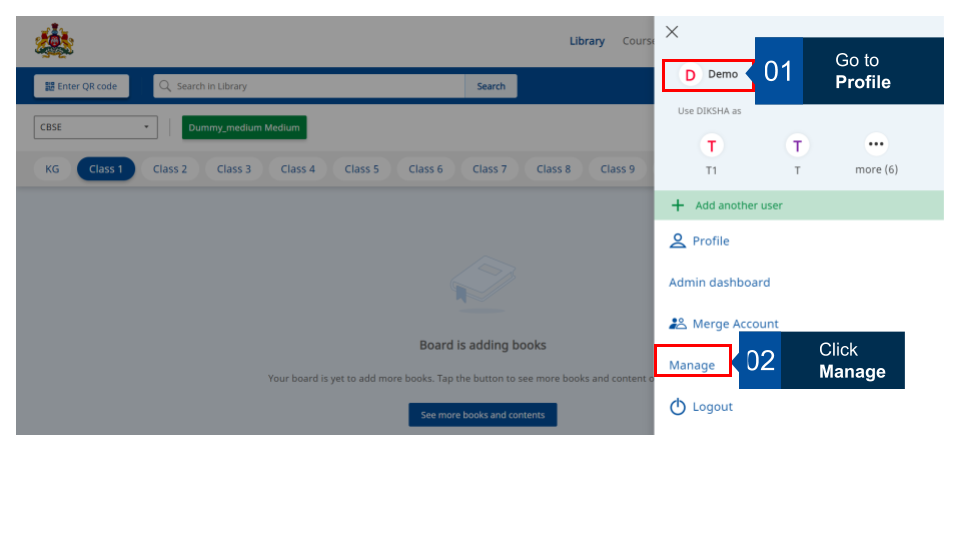 Library Course
Enter QR code
Search in Library
Search
CBSE
Dummy_medium Medium
KG Class 1 Class 2 Class 3 Class 4 Class 5 Class 6 Class 7 Class 8 Class 9
Board is adding books
Your board is yet to add more books. Tap the button to see more books and content o
See more books and contents
D Demo
01
Go to
Profile
Use DIKSHA as
T T
T1 T more (6)
+ Add another user
Profile
Admin dashboard
Merge Account
Manage
02
Click
Manage
Logout